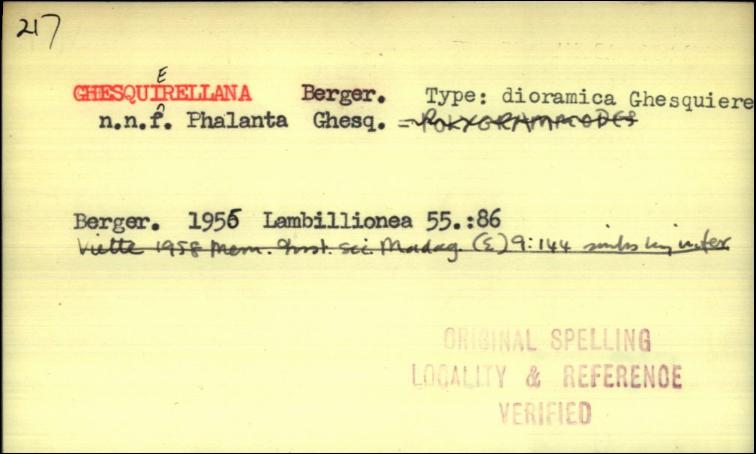 217
E
GHESQUIRELLANA Berger. Type: dioramica Ghesquiere
n.n.f. Phalanta Ghesq. = POLYGRAMMODES
Berger. 1955 Lambillionea 55.:86
Viette 1958 Mem. Inst. Sci. Madag. (E) 9:144
ORIGINAL SPELLING
LOCALITY & REFERENCE
VERIFIED